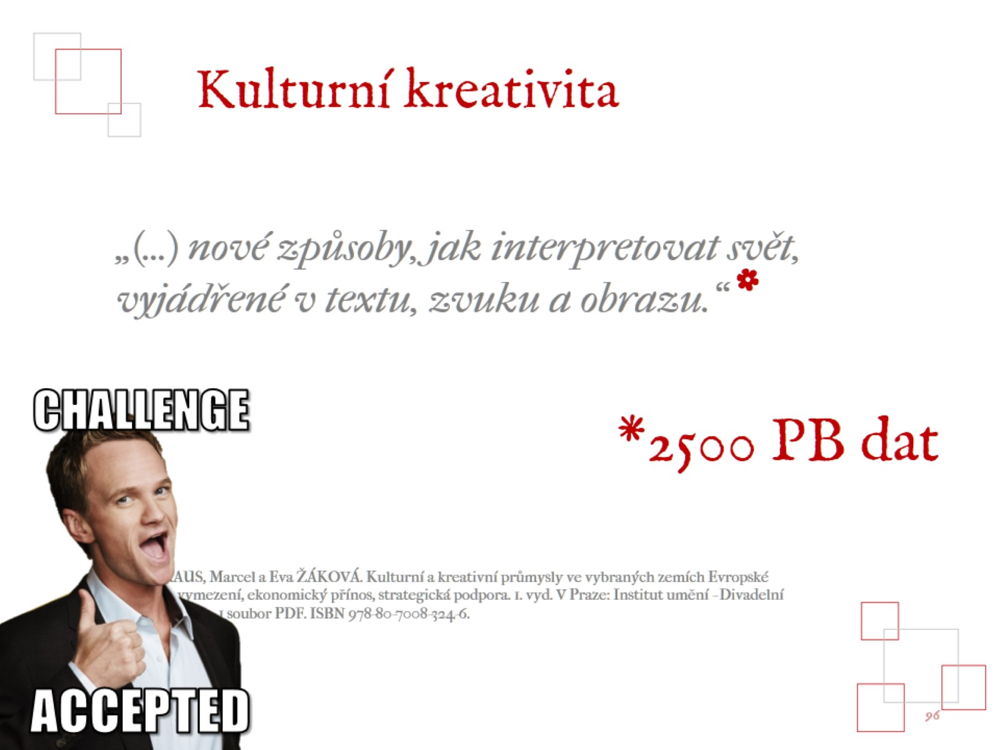 Kulturní kreativita
„(...) nové způsoby, jak interpretovat svět,
vyjádřené v textu, zvuku a obrazu.“*
CHALLENGE
*2500 PB dat
Marcel a Eva ŽÁKOVÁ. Kulturní a kreativní průmysly ve vybraných zemích Evropské
vymezení, ekonomický přínos, strategická podpora. 1. vyd. V Praze: Institut umění –Divadelní
1 soubor PDF. ISBN 978-80-7008-324-6.
ACCEPTED
96